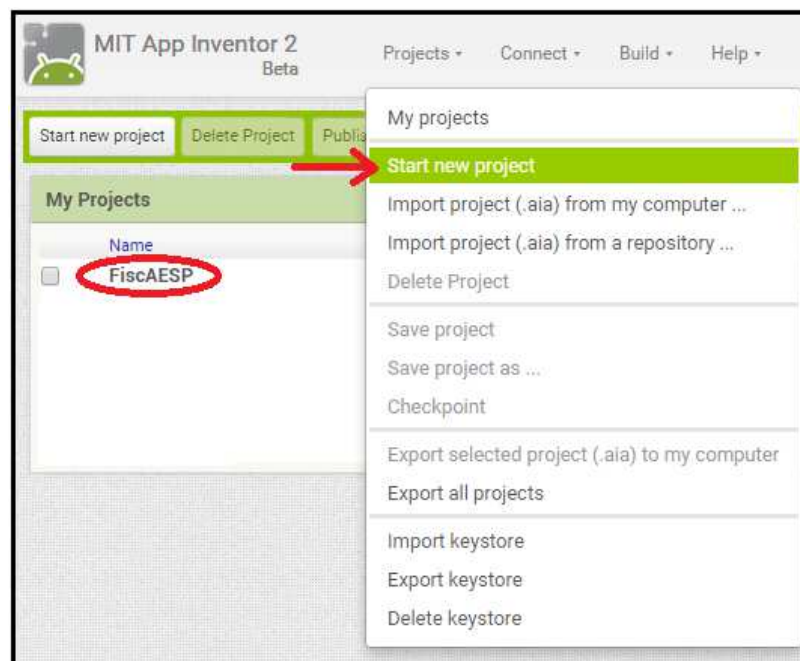 MIT App Inventor 2
Beta
Projects
Connect
Build
Help
Start new project
Delete Project
My Projects
Name
FiscAESP
My projects
Start new project
Import project (.aia) from my computer ...
Import project (.aia) from a repository ...
Delete Project
Save project
Save project as ...
Checkpoint
Export selected project (.aia) to my computer
Export all projects
Import keystore
Export keystore
Delete keystore